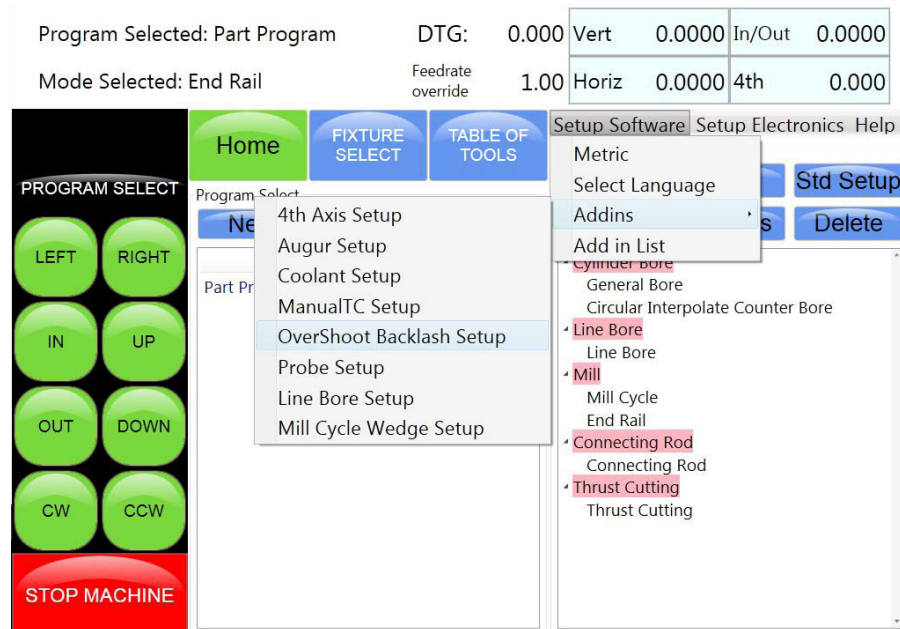 Program Selected: Part Program
DTG: 0.000
Vert 0.0000
In/Out 0.0000
Mode Selected: End Rail
Feedrate
override 1.00
Horiz 0.0000
4th 0.000
Home
FIXTURE
SELECT
TABLE OF
TOOLS
Setup Software Setup Electronics Help
Metric
Select Language
Addins
Add in List
Std Setup
Delete
PROGRAM SELECT
LEFT
RIGHT
IN
UP
OUT
DOWN
CW
CCW
STOP MACHINE
Program Select
4th Axis Setup
Augur Setup
Coolant Setup
ManualTC Setup
OverShoot Backlash Setup
Probe Setup
Line Bore Setup
Mill Cycle Wedge Setup
Cylinder Bore
General Bore
Circular Interpolate Counter Bore
Line Bore
Line Bore
Mill
Mill Cycle
End Rail
Connecting Rod
Connecting Rod
Thrust Cutting
Thrust Cutting